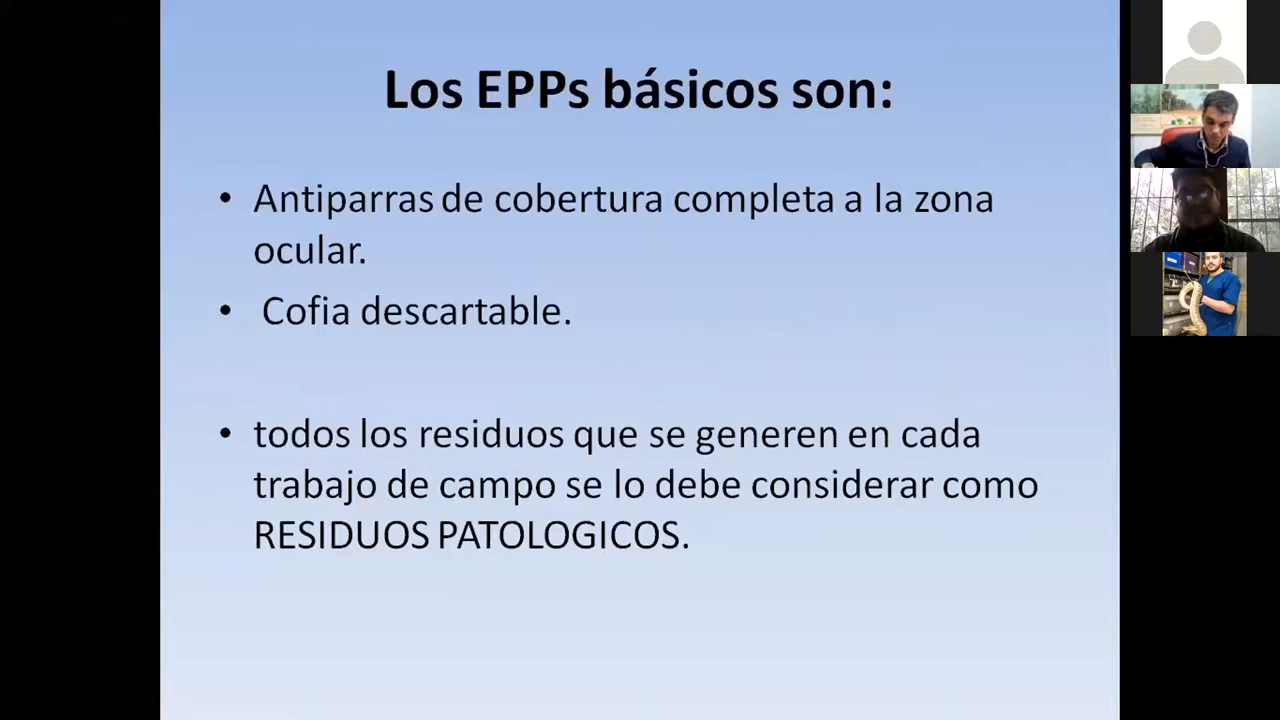 Los EPPs básicos son:
• Antiparras de cobertura completa a la zona
ocular.
• Cofia descartable.
• todos los residuos que se generen en cada
trabajo de campo se lo debe considerar como
RESIDUOS PATOLOGICOS.